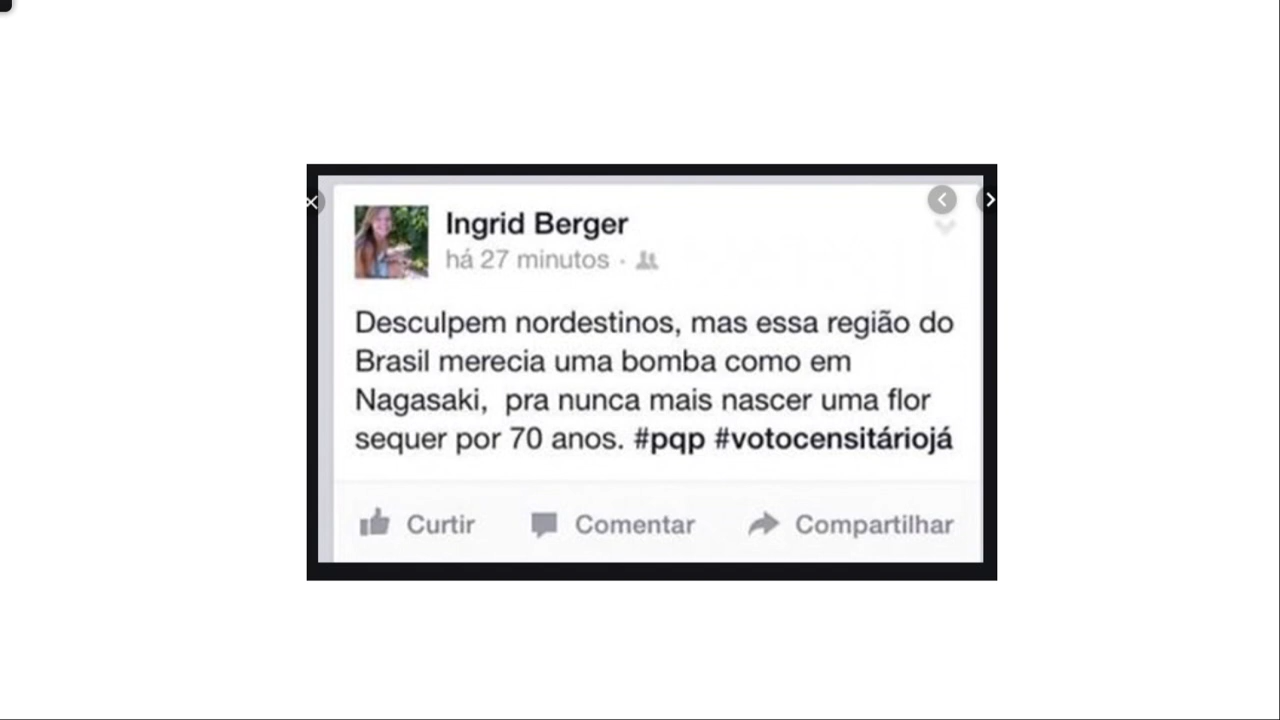 Ingrid Berger
há 27 minutos ·
Desculpem nordestinos, mas essa região do
Brasil merecia uma bomba como em
Nagasaki,  pra nunca mais nascer uma flor
sequer por 70 anos. #pqp #votocensitáriojá
Curtir Comentar Compartilhar